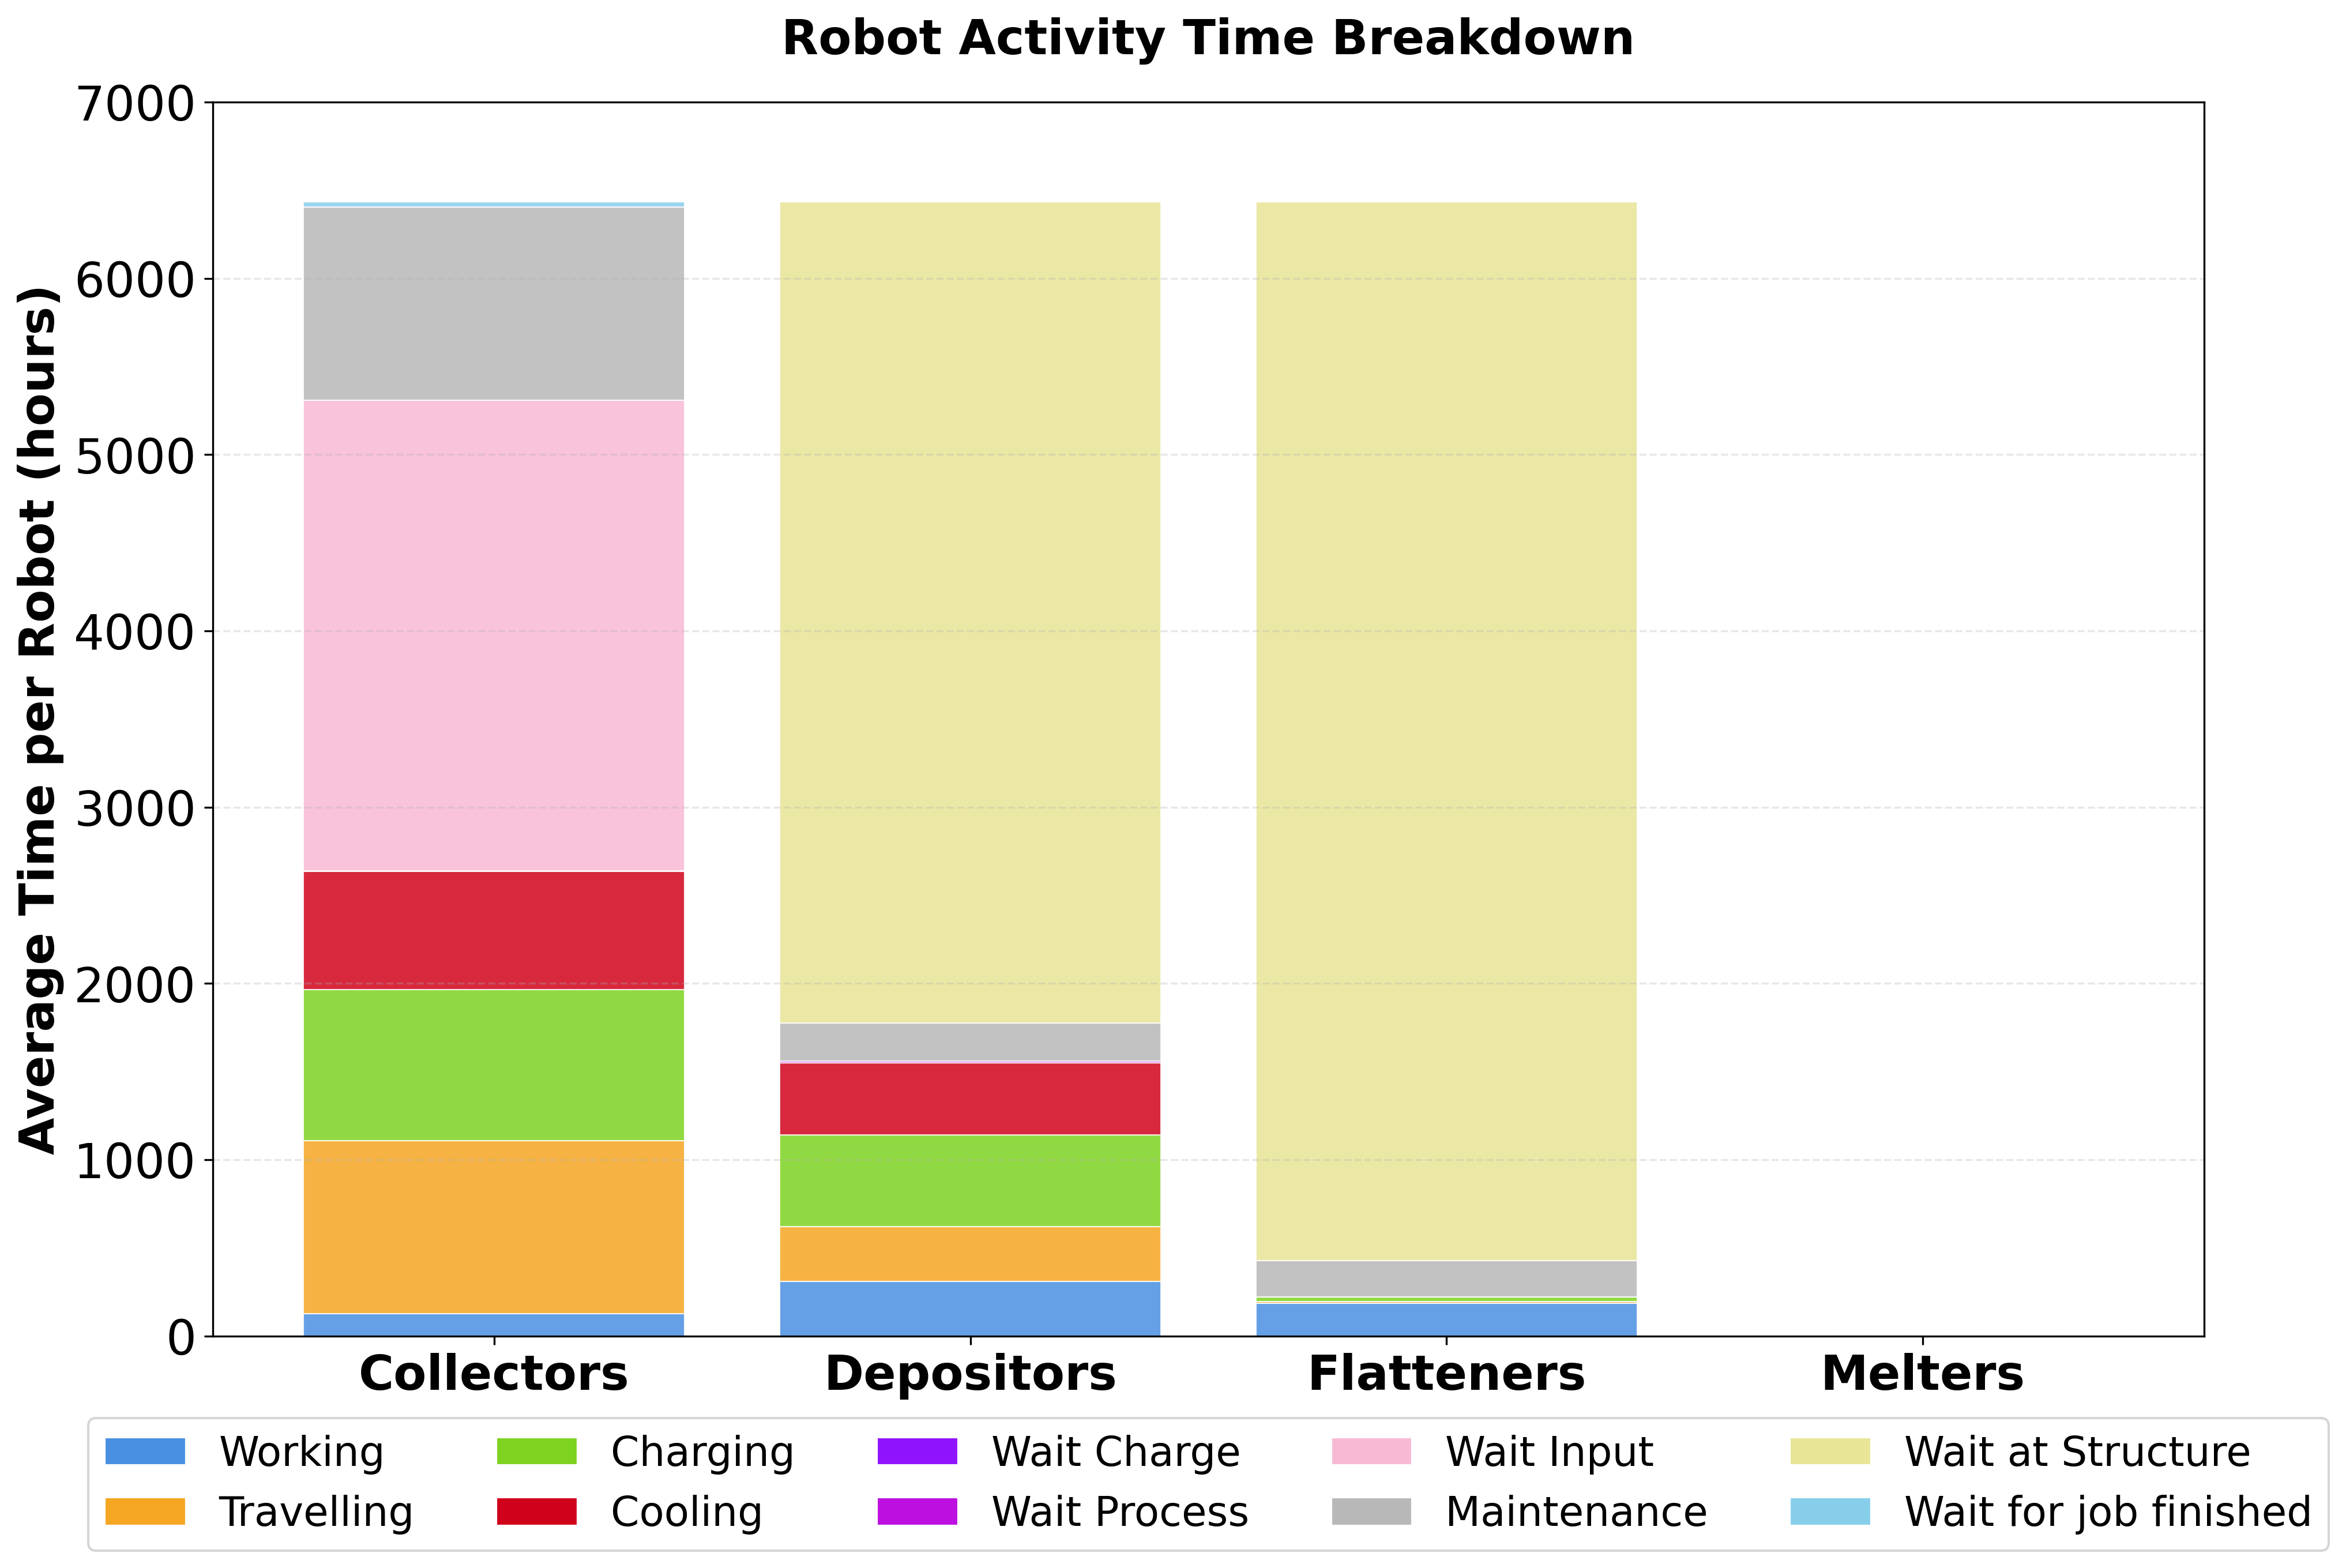 Robot Activity Time Breakdown
Average Time per Robot (hours)
7000
6000
5000
4000
3000
2000
1000
0
Collectors Depositors Flatteners Melters
Working Charging Wait Charge Wait Input Wait at Structure
Travelling Cooling Wait Process Maintenance Wait for job finished